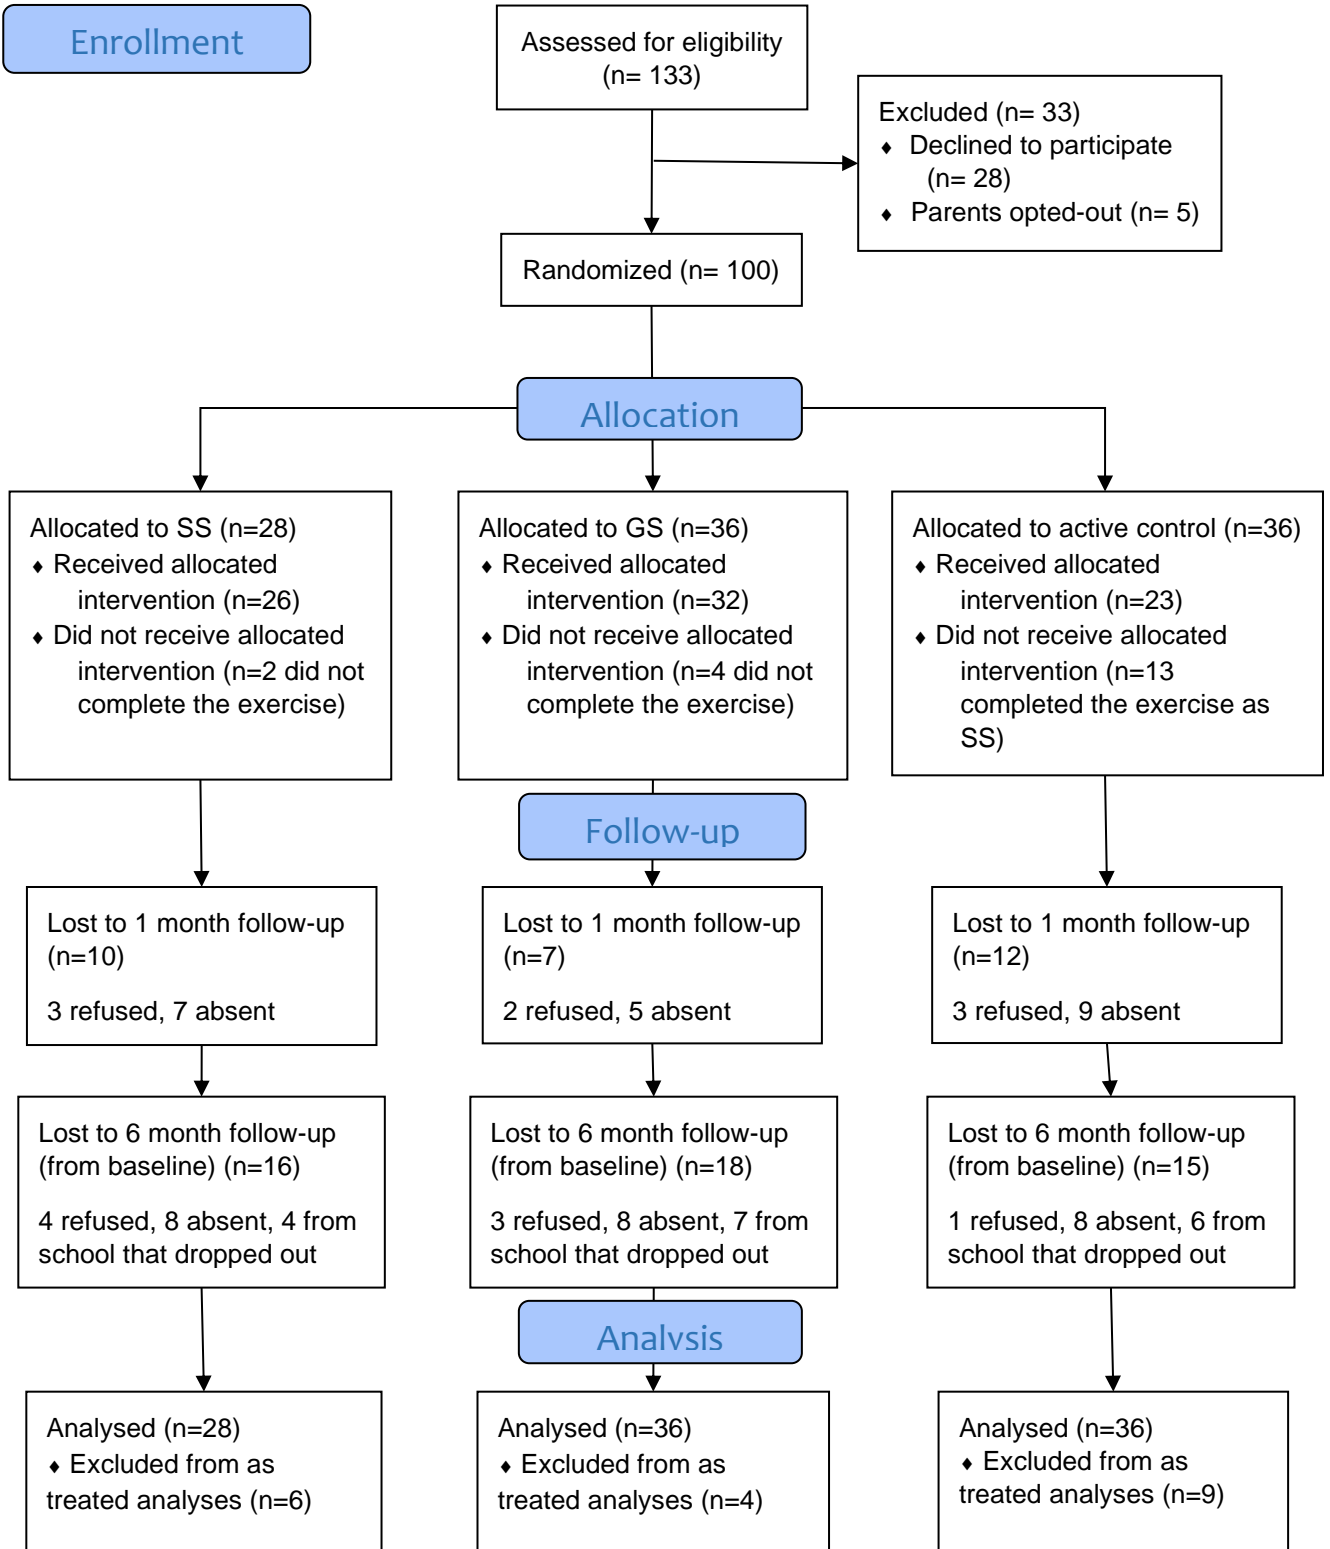 Enrollment
Assessed for eligibility
(n= 133)
Excluded (n= 33)
♦ Declined to participate
(n= 28)
♦ Parents opted-out (n= 5)
Randomized (n= 100)
Allocation
Allocated to SS (n=28)
♦ Received allocated
intervention (n=26)
♦ Did not receive allocated
intervention (n=2 did not
complete the exercise)
Allocated to GS (n=36)
♦ Received allocated
intervention (n=32)
♦ Did not receive allocated
intervention (n=4 did not
complete the exercise)
Allocated to active control (n=36)
♦ Received allocated
intervention (n=23)
♦ Did not receive allocated
intervention (n=13
completed the exercise as
SS)
Follow-up
Lost to 1 month follow-up
(n=10)
3 refused, 7 absent
Lost to 1 month follow-up
(n=7)
2 refused, 5 absent
Lost to 1 month follow-up
(n=12)
3 refused, 9 absent
Lost to 6 month follow-up
(from baseline) (n=16)
4 refused, 8 absent, 4 from
school that dropped out
Lost to 6 month follow-up
(from baseline) (n=18)
3 refused, 8 absent, 7 from
school that dropped out
Lost to 6 month follow-up
(from baseline) (n=15)
1 refused, 8 absent, 6 from
school that dropped out
Analysis
Analysed (n=28)
♦ Excluded from as
treated analyses (n=6)
Analysed (n=36)
♦ Excluded from as
treated analyses (n=4)
Analysed (n=36)
♦ Excluded from as
treated analyses (n=9)